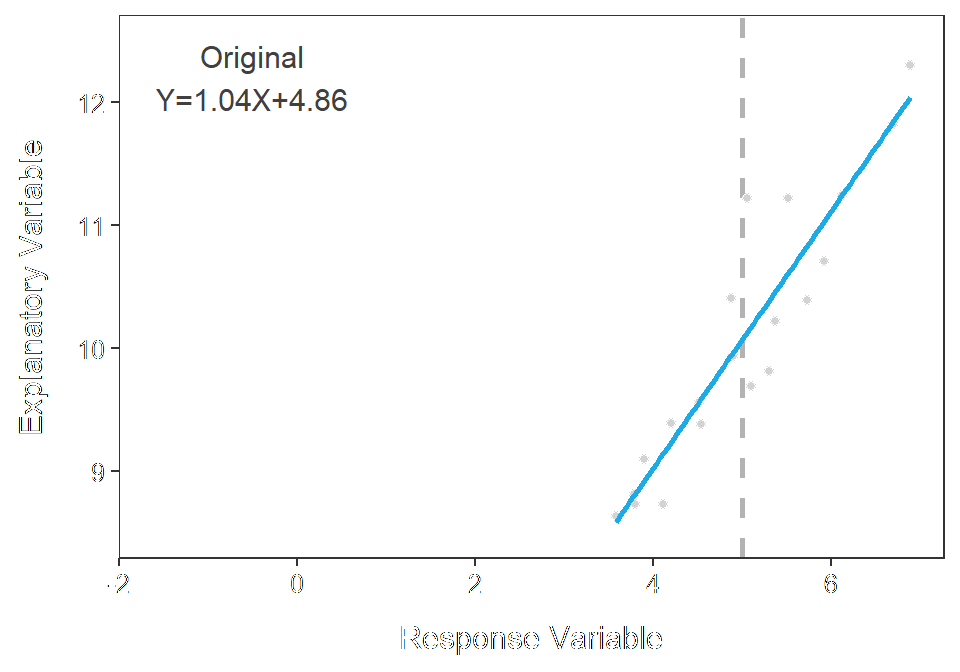 Original
Y=1.04X+4.86
12
11
10
9
Explanatory Variable
-2
0
2
4
6
Response Variable